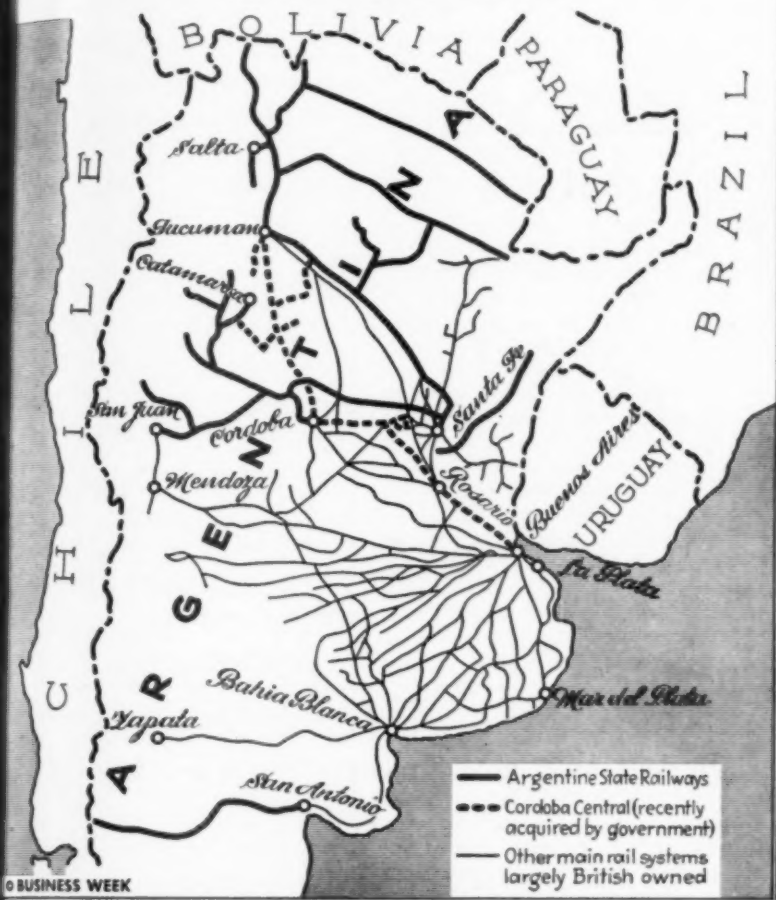 BOLIVIA
PARAGUAY
BRAZIL
CHILE
ARGENTINA
Salta
Tucuman
Catamarca
San Juan
Cordoba
Santa Fe
Mendoza
Rosario
Buenos Aires
URUGUAY
La Plata
Bahia Blanca
Mar del Plata
Zapata
San Antonio
Argentine State Railways
Cordoba Central (recently
acquired by government)
Other main rail systems
largely British owned
© BUSINESS WEEK